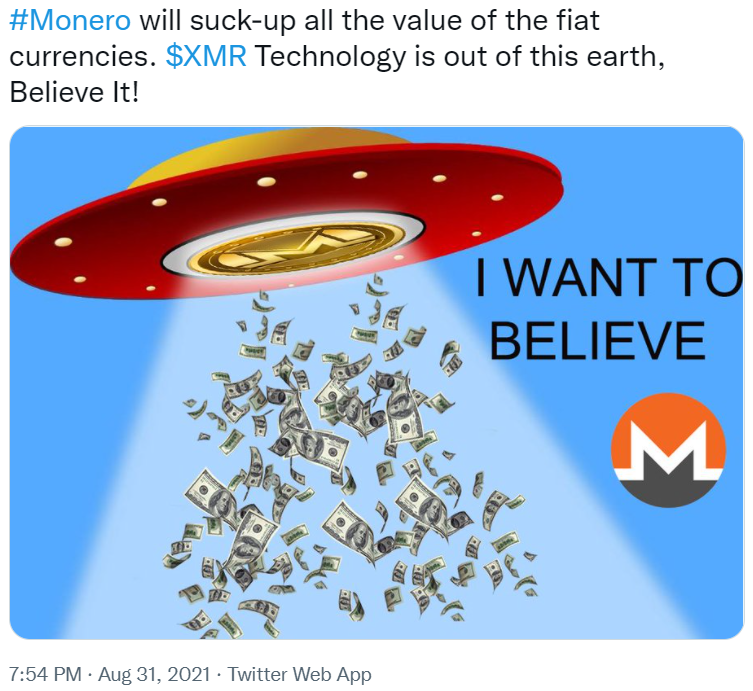 #Monero will suck-up all the value of the fiat
currencies. $XMR Technology is out of this earth,
Believe It!
I WANT TO
BELIEVE
7:54 PM · Aug 31, 2021 · Twitter Web App